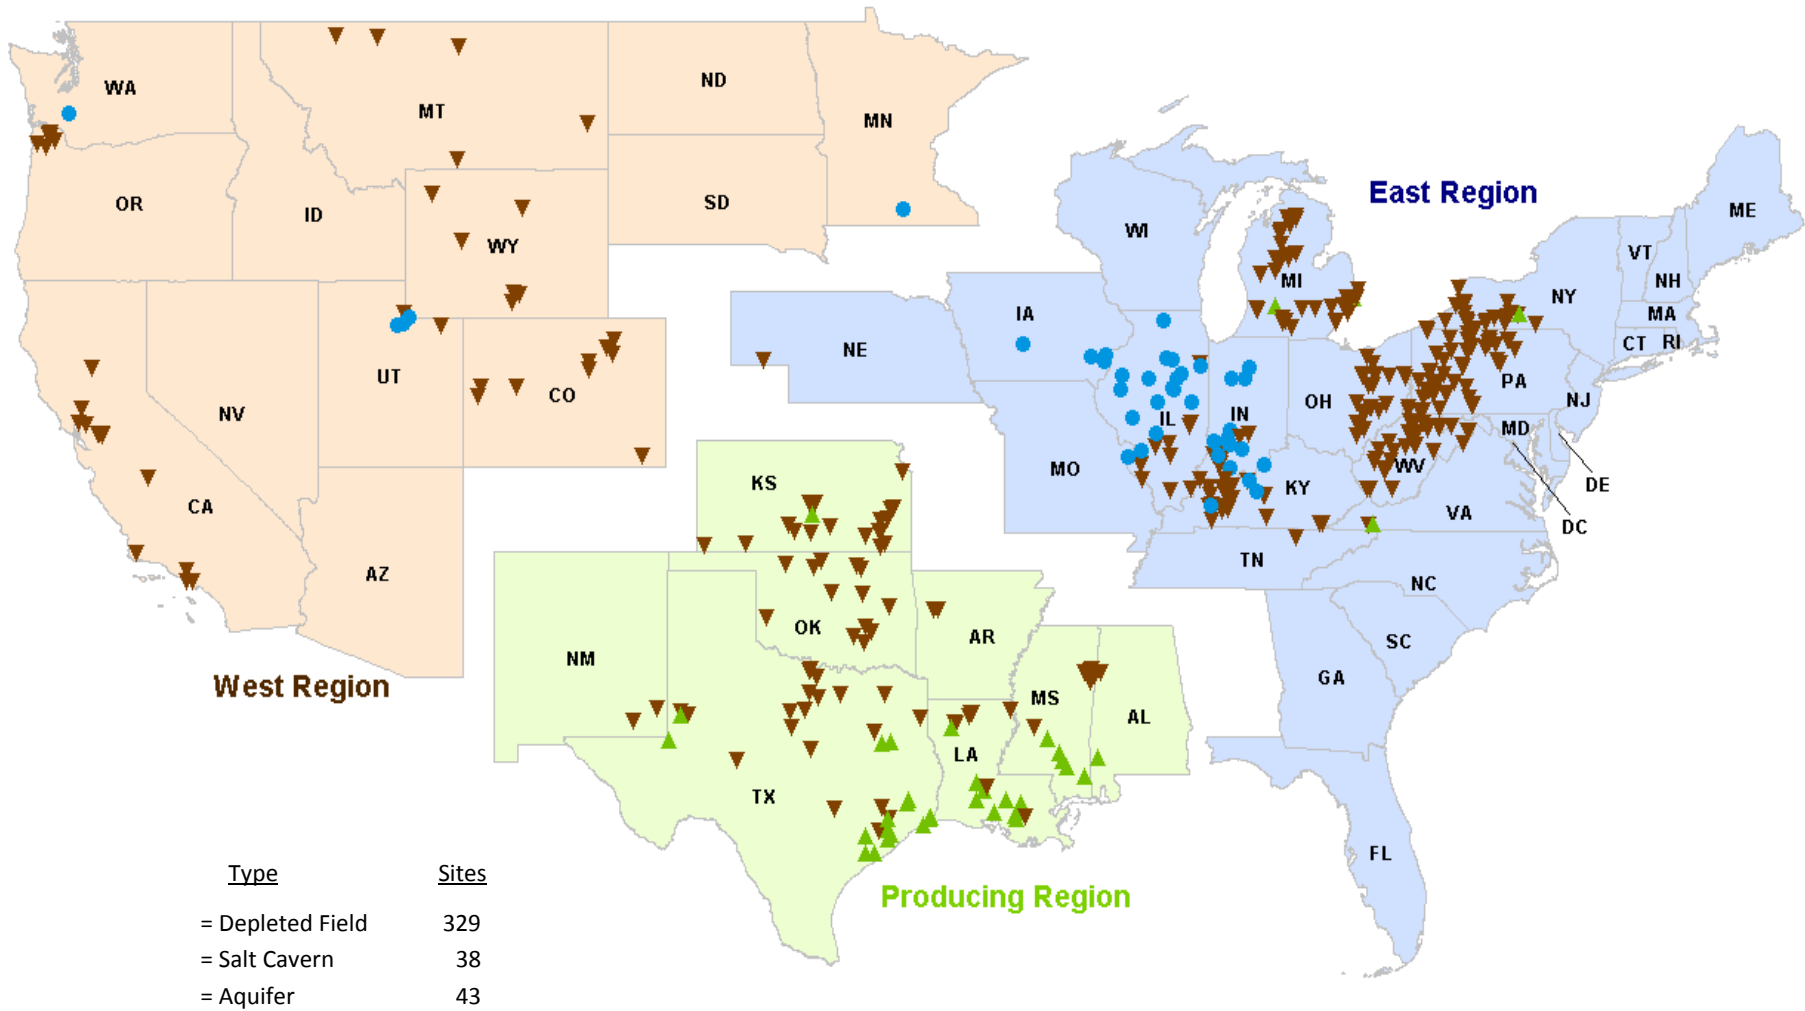 WA
MT
ND
MN
OR
ID
WY
SD
East Region
WI
MI
ME
VT
NH
NY
MA
CT
RI
IA
NE
UT
CO
NV
CA
AZ
West Region
IL
IN
OH
PA
NJ
MD
DE
DC
WV
VA
KY
MO
TN
NC
SC
GA
FL
KS
OK
AR
NM
TX
LA
MS
AL
Producing Region
Type Sites
= Depleted Field 329
= Salt Cavern 38
= Aquifer 43